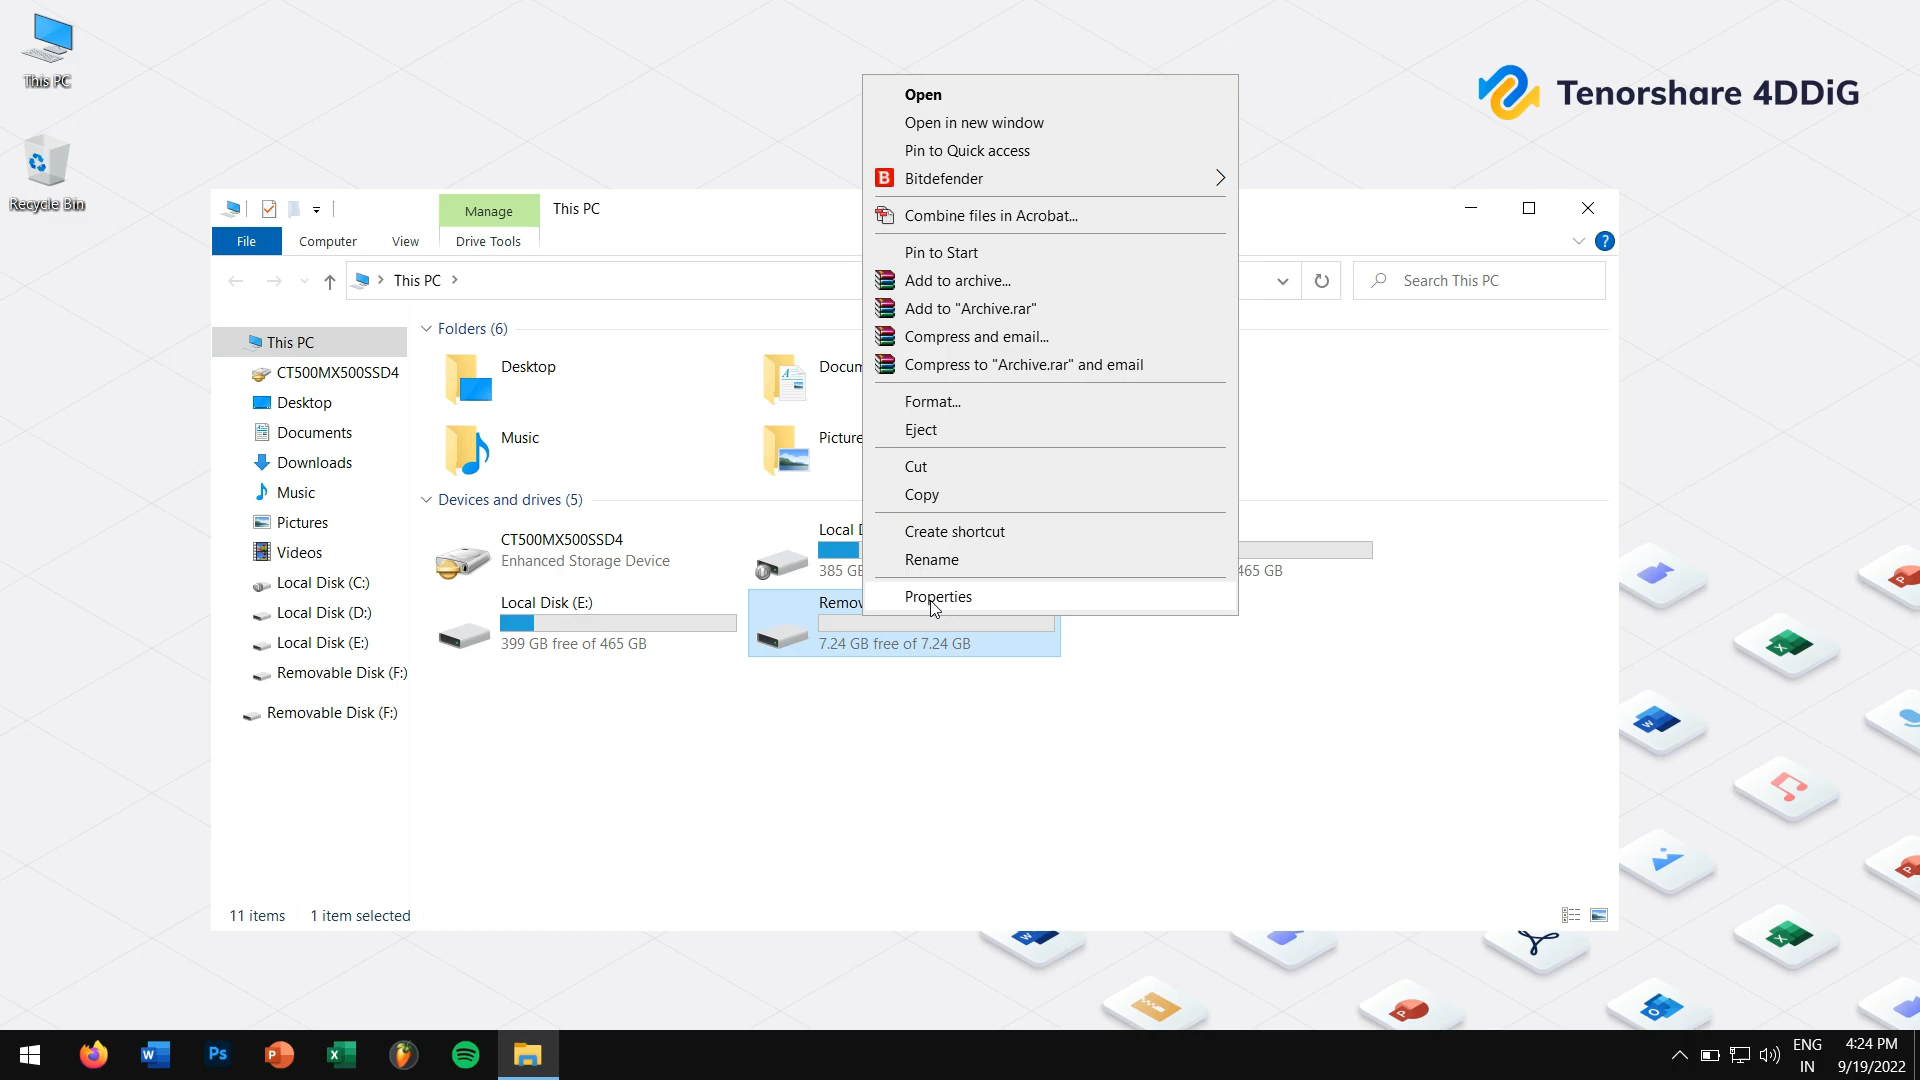 This PC
Recycle Bin
Tenorshare 4DDiG
Manage
This PC
File
Computer
View
Drive Tools
This PC
Search This PC
This PC
CT500MX500SSD4
Desktop
Documents
Downloads
Music
Pictures
Videos
Local Disk (C:)
Local Disk (D:)
Local Disk (E:)
Removable Disk (F:)
Removable Disk (F:)
Folders (6)
Desktop
Docum
Music
Picture
Devices and drives (5)
CT500MX500SSD4
Enhanced Storage Device
Local D
385 GB
465 GB
Local Disk (E:)
399 GB free of 465 GB
Remov
7.24 GB free of 7.24 GB
Open
Open in new window
Pin to Quick access
Bitdefender
Combine files in Acrobat...
Pin to Start
Add to archive...
Add to "Archive.rar"
Compress and email...
Compress to "Archive.rar" and email
Format...
Eject
Cut
Copy
Create shortcut
Rename
Properties
11 items
1 item selected
ENG
IN
4:24 PM
9/19/2022